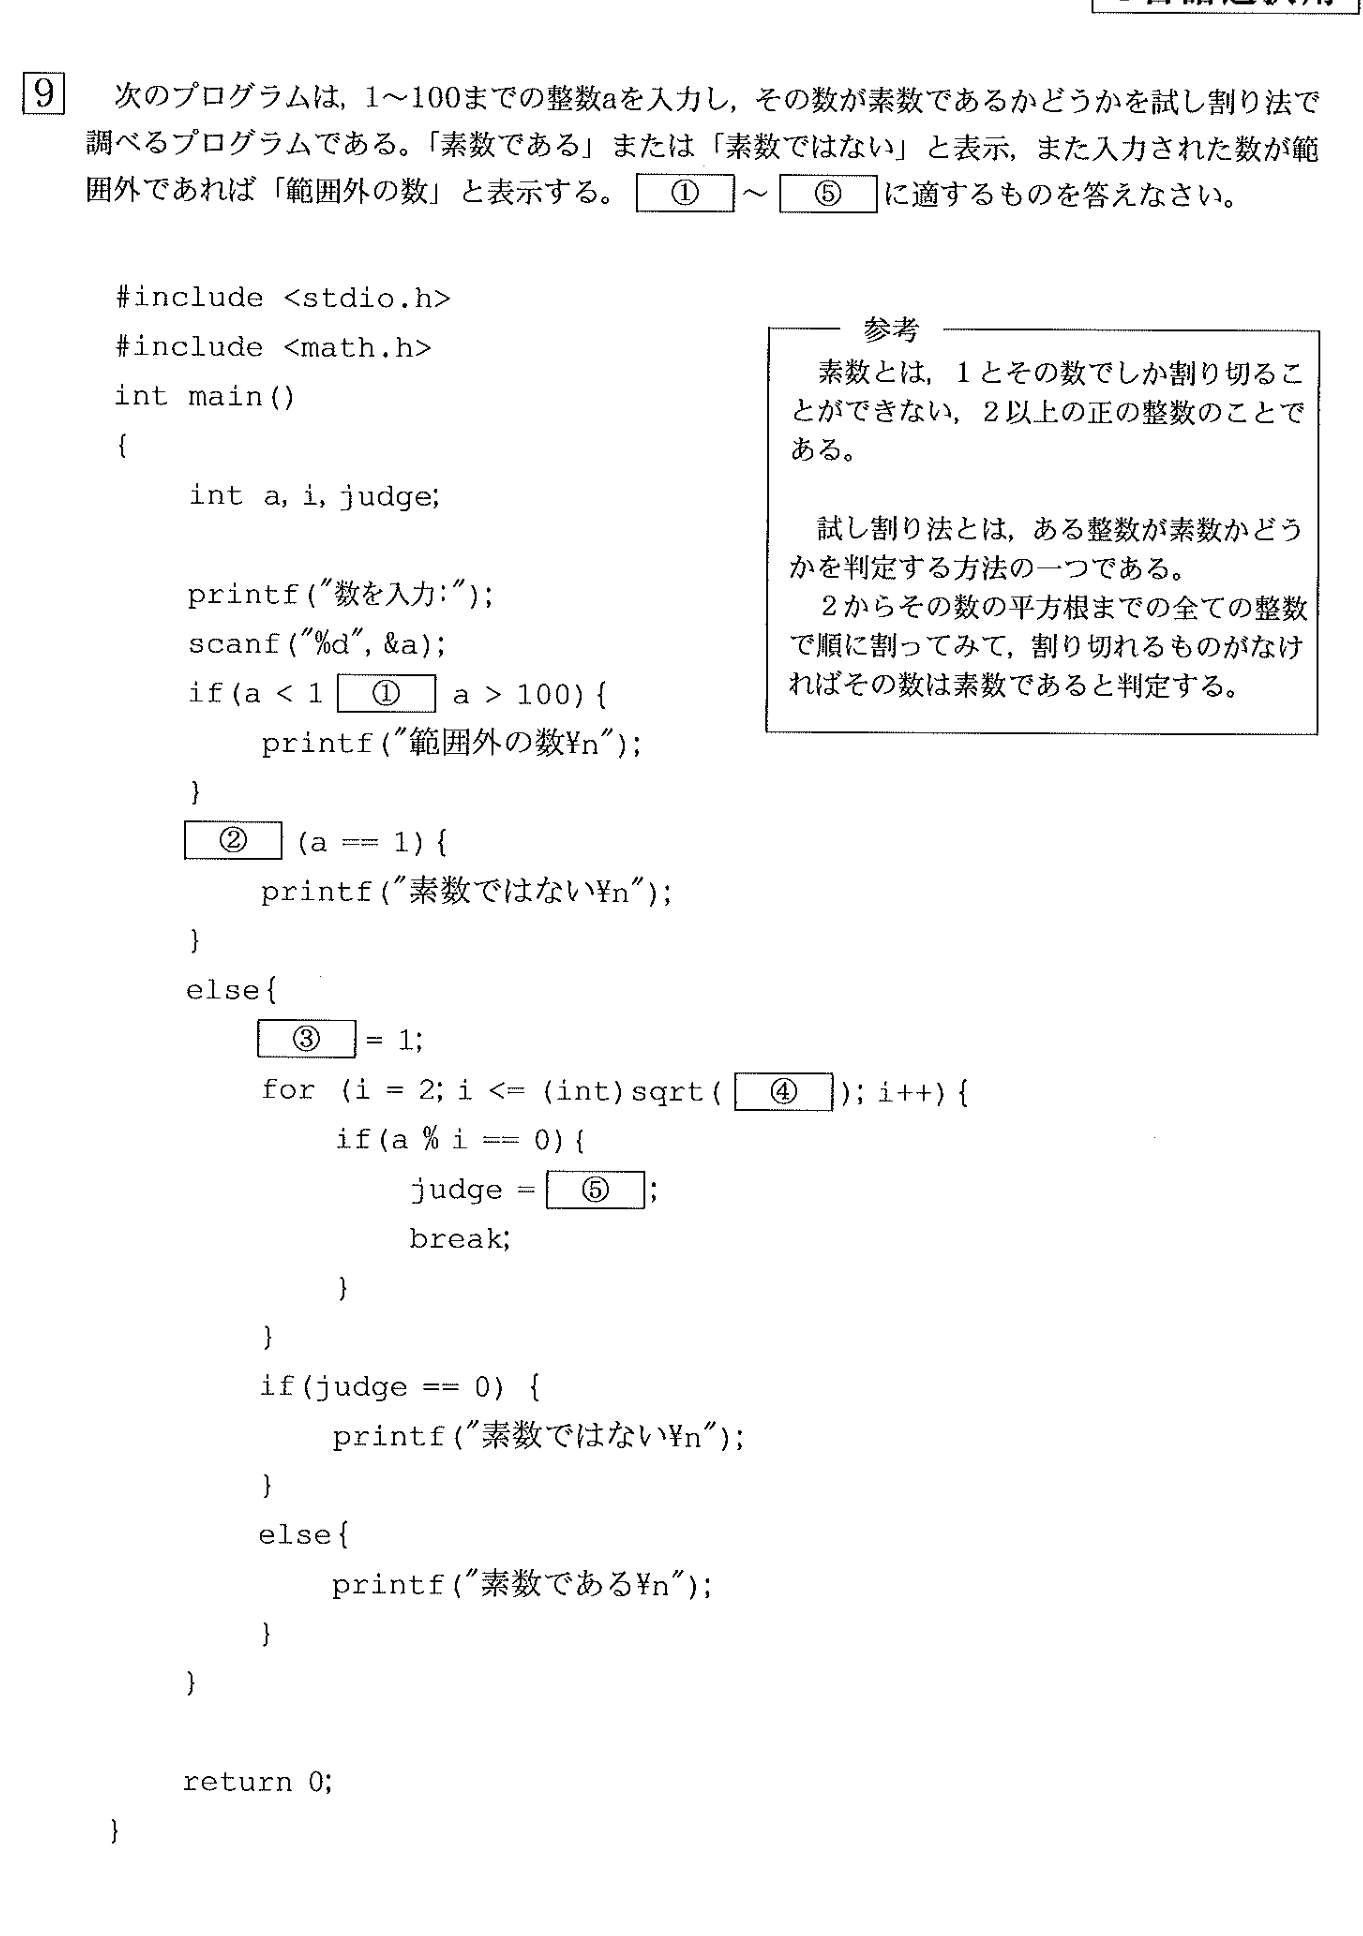 9 次のプログラムは，1～100までの整数aを入力し，その数が素数であるかどうかを試し割り法で
調べるプログラムである。「素数である」または「素数ではない」と表示，また入力された数が範
囲外であれば「範囲外の数」と表示する。 ① ～ ⑤ に適するものを答えなさい。
#include <stdio.h>
#include <math.h>
int main()
{
int a, i, judge;
printf("数を入力:");
scanf("%d", &a);
if(a < 1 ① a > 100){
printf("範囲外の数¥n");
}
② (a == 1){
printf("素数ではない¥n");
}
else{
③ = 1;
for (i = 2; i <= (int)sqrt( ④ ); i++){
if(a % i == 0){
judge = ⑤ ;
break;
}
}
if(judge == 0) {
printf("素数ではない¥n");
}
else{
printf("素数である¥n");
}
}
return 0;
}
参考
素数とは，1とその数でしか割り切るこ
とができない，2以上の正の整数のことで
ある。
試し割り法とは，ある整数が素数かどう
かを判定する方法の一つである。
2からその数の平方根までの全ての整数
で順に割ってみて，割り切れるものがなけ
ればその数は素数であると判定する。